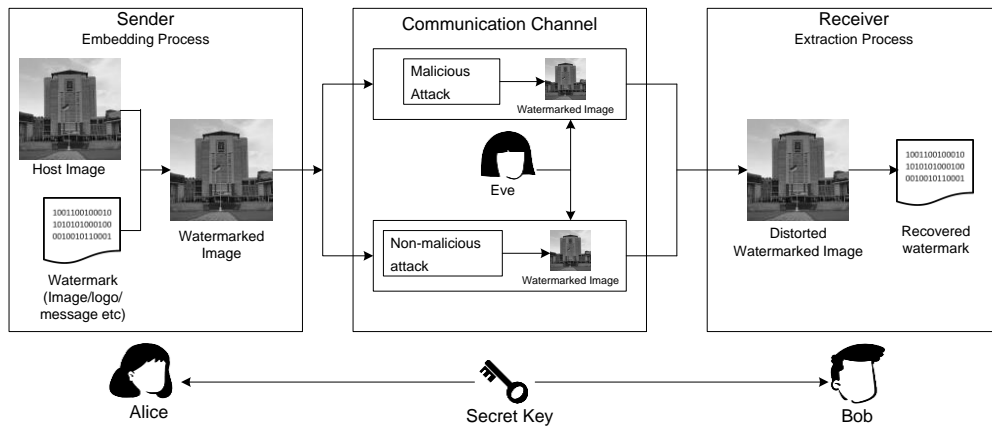 Sender
Embedding Process
Host Image
1001100100010
1010101000100
0010010110001
Watermark
(Image/logo/
message etc)
Watermarked
Image
Communication Channel
Malicious
Attack
Watermarked Image
Eve
Non-malicious
attack
Watermarked Image
Receiver
Extraction Process
Distorted
Watermarked Image
1001100100010
1010101000100
0010010110001
Recovered
watermark
Alice
Secret Key
Bob